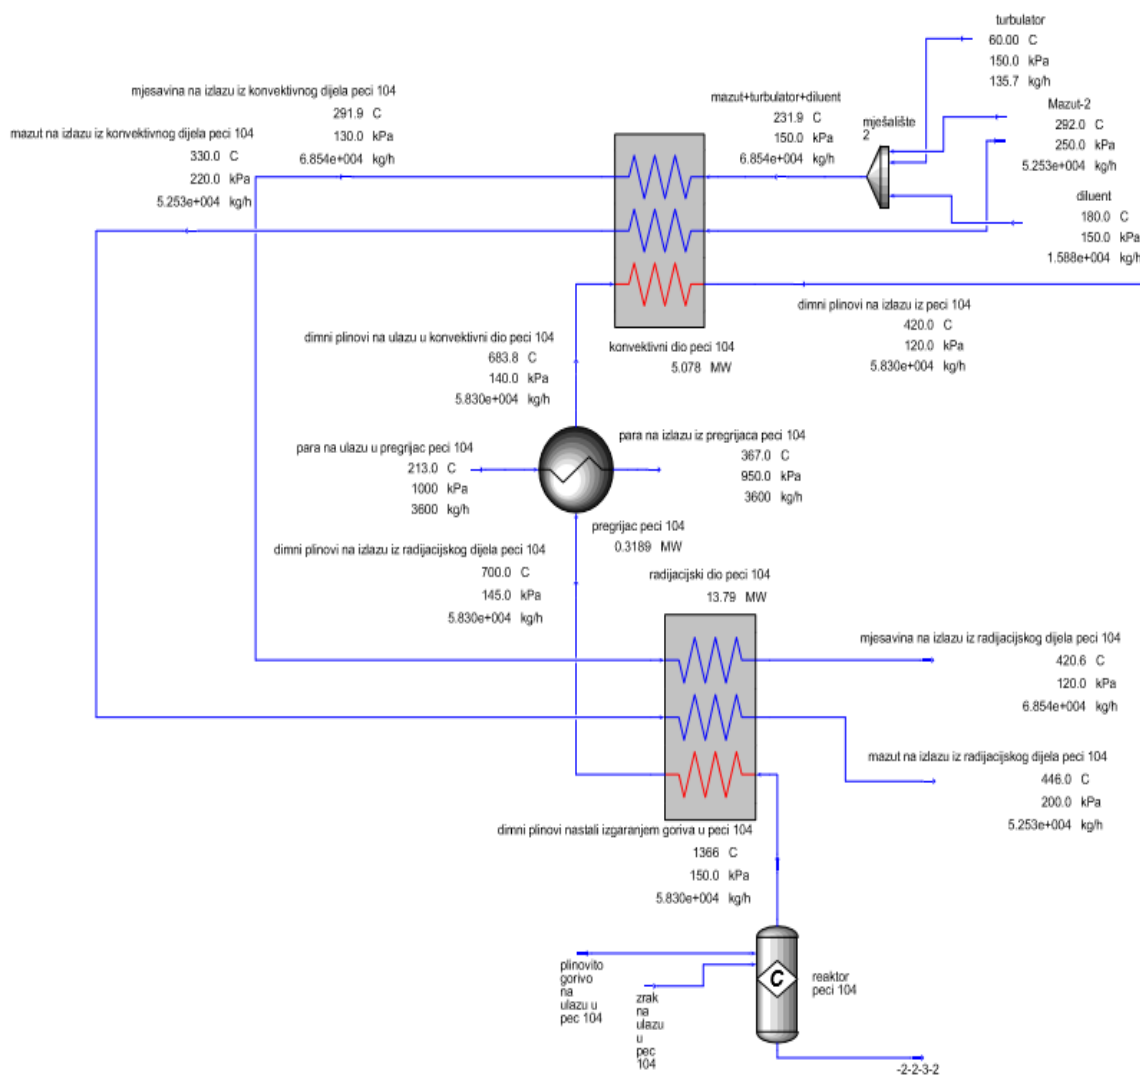 turbulator
60.00 C
150.0 kPa
135.7 kg/h
mjesavina na izlazu iz konvektivnog dijela peci 104
291.9 C
130.0 kPa
6.854e+004 kg/h
mazut na izlazu iz konvektivnog dijela peci 104
330.0 C
220.0 kPa
5.253e+004 kg/h
mazut+turbulator+diluent
231.9 C
150.0 kPa
6.854e+004 kg/h
mješalište
2
Mazut-2
292.0 C
250.0 kPa
5.253e+004 kg/h
diluent
180.0 C
150.0 kPa
1.588e+004 kg/h
dimni plinovi na izlazu iz peci 104
420.0 C
120.0 kPa
5.830e+004 kg/h
konvektivni dio peci 104
5.078 MW
dimni plinovi na ulazu u konvektivni dio peci 104
683.8 C
140.0 kPa
5.830e+004 kg/h
para na ulazu u pregrijac peci 104
213.0 C
1000 kPa
3600 kg/h
para na izlazu iz pregrijaca peci 104
367.0 C
950.0 kPa
3600 kg/h
pregrijac peci 104
0.3189 MW
dimni plinovi na izlazu iz radijacijskog dijela peci 104
700.0 C
145.0 kPa
5.830e+004 kg/h
radijacijski dio peci 104
13.79 MW
mjesavina na izlazu iz radijacijskog dijela peci 104
420.6 C
120.0 kPa
6.854e+004 kg/h
mazut na izlazu iz radijacijskog dijela peci 104
446.0 C
200.0 kPa
5.253e+004 kg/h
dimni plinovi nastali izgaranjem goriva u peci 104
1366 C
150.0 kPa
5.830e+004 kg/h
plinovito
gorivo
na
ulazu u
pec 104
zrak
na
ulazu
u
pec
104
C
reaktor
peci 104
-2-2-3-2